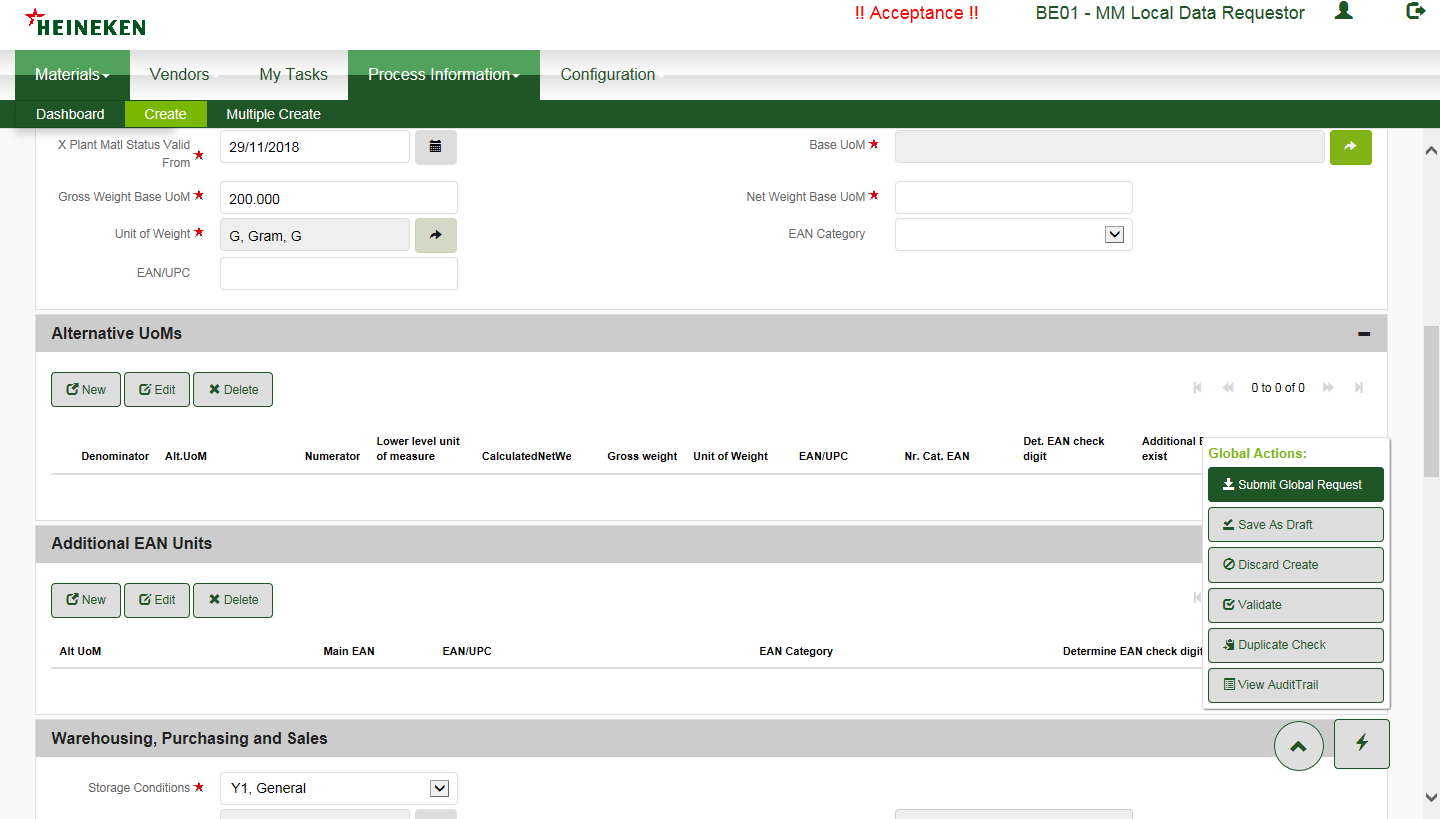 HEINEKEN
!! Acceptance !!
BE01 - MM Local Data Requestor
Materials
Vendors
My Tasks
Process Information
Configuration
Dashboard
Create
Multiple Create
X Plant Matl Status Valid
From
29/11/2018
Base UoM
Gross Weight Base UoM
200.000
Net Weight Base UoM
Unit of Weight
G, Gram, G
EAN Category
EAN/UPC
Alternative UoMs
New
Edit
Delete
0 to 0 of 0
Denominator
Alt.UoM
Numerator
Lower level unit
of measure
CalculatedNetWe
Gross weight
Unit of Weight
EAN/UPC
Nr. Cat. EAN
Det. EAN check
digit
Additional
exist
Global Actions:
Submit Global Request
Save As Draft
Discard Create
Validate
Duplicate Check
View AuditTrail
Additional EAN Units
New
Edit
Delete
Alt UoM
Main EAN
EAN/UPC
EAN Category
Determine EAN check digit
Warehousing, Purchasing and Sales
Storage Conditions
Y1, General